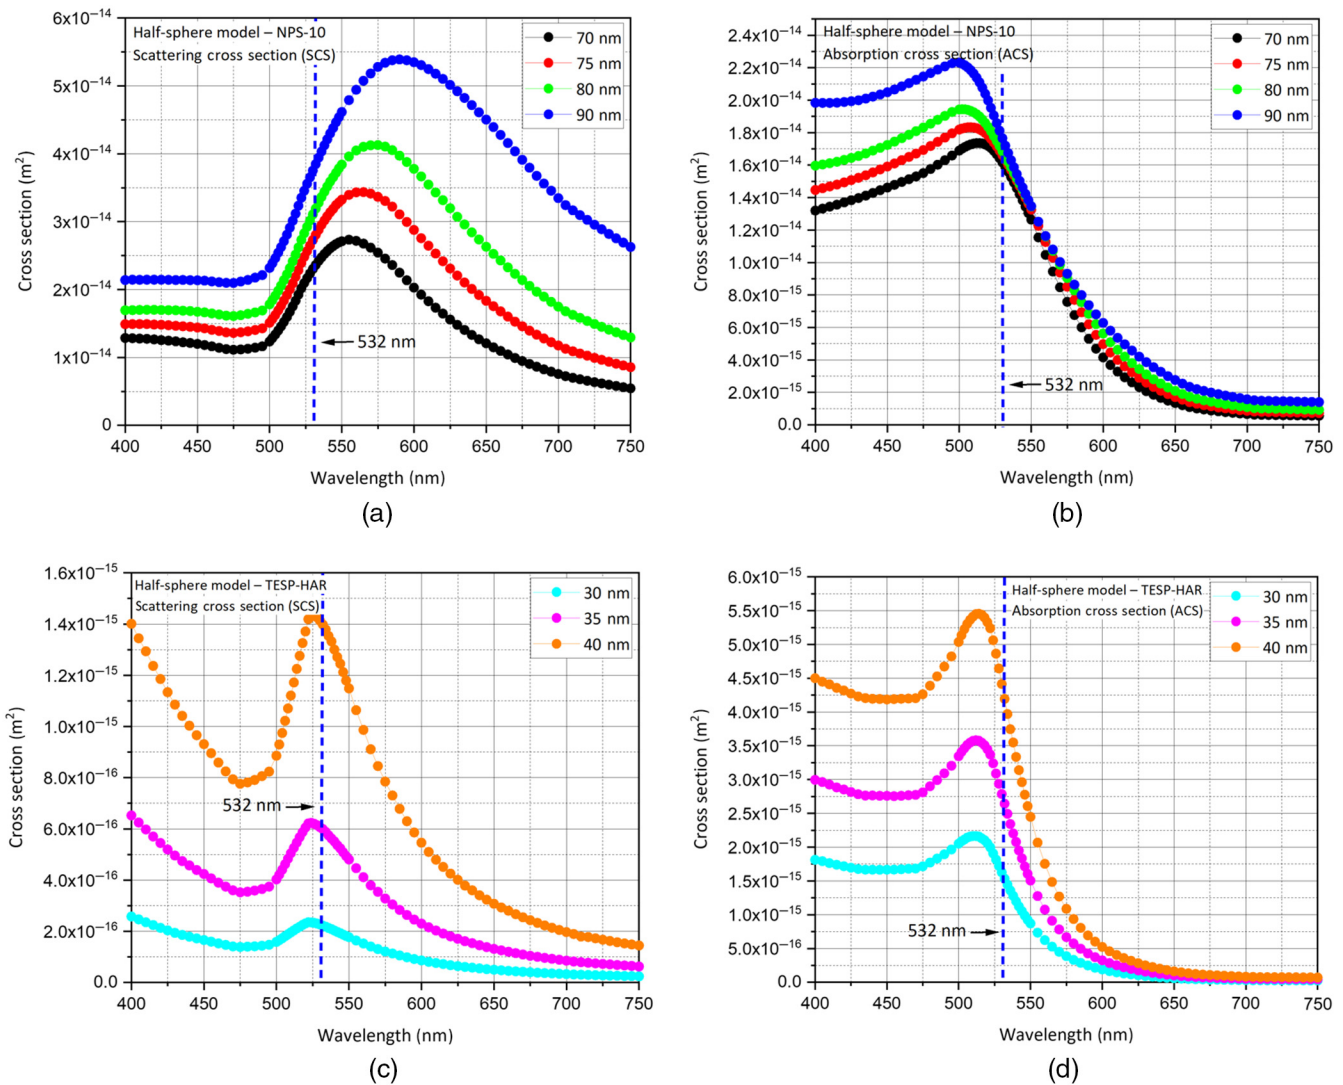 Half-sphere model – NPS-10
Scattering cross section (SCS)
70 nm
75 nm
80 nm
90 nm
6x10⁻¹⁴
5x10⁻¹⁴
4x10⁻¹⁴
3x10⁻¹⁴
2x10⁻¹⁴
1x10⁻¹⁴
0
Cross section (m²)
532 nm
400 450 500 550 600 650 700 750
Wavelength (nm)
(a)
Half-sphere model – NPS-10
Absorption cross section (ACS)
70 nm
75 nm
80 nm
90 nm
2.4x10⁻¹⁴
2.2x10⁻¹⁴
2.0x10⁻¹⁴
1.8x10⁻¹⁴
1.6x10⁻¹⁴
1.4x10⁻¹⁴
1.2x10⁻¹⁴
1.0x10⁻¹⁴
8.0x10⁻¹⁵
6.0x10⁻¹⁵
4.0x10⁻¹⁵
2.0x10⁻¹⁵
0.0
Cross section (m²)
532 nm
400 450 500 550 600 650 700 750
Wavelength (nm)
(b)
Half-sphere model – TESP-HAR
Scattering cross section (SCS)
30 nm
35 nm
40 nm
1.6x10⁻¹⁵
1.4x10⁻¹⁵
1.2x10⁻¹⁵
1.0x10⁻¹⁵
8.0x10⁻¹⁶
6.0x10⁻¹⁶
4.0x10⁻¹⁶
2.0x10⁻¹⁶
0.0
Cross section (m²)
532 nm
400 450 500 550 600 650 700 750
Wavelength (nm)
(c)
Half-sphere model – TESP-HAR
Absorption cross section (ACS)
30 nm
35 nm
40 nm
6.0x10⁻¹⁵
5.5x10⁻¹⁵
5.0x10⁻¹⁵
4.5x10⁻¹⁵
4.0x10⁻¹⁵
3.5x10⁻¹⁵
3.0x10⁻¹⁵
2.5x10⁻¹⁵
2.0x10⁻¹⁵
1.5x10⁻¹⁵
1.0x10⁻¹⁵
5.0x10⁻¹⁶
0.0
Cross section (m²)
532 nm
400 450 500 550 600 650 700 750
Wavelength (nm)
(d)